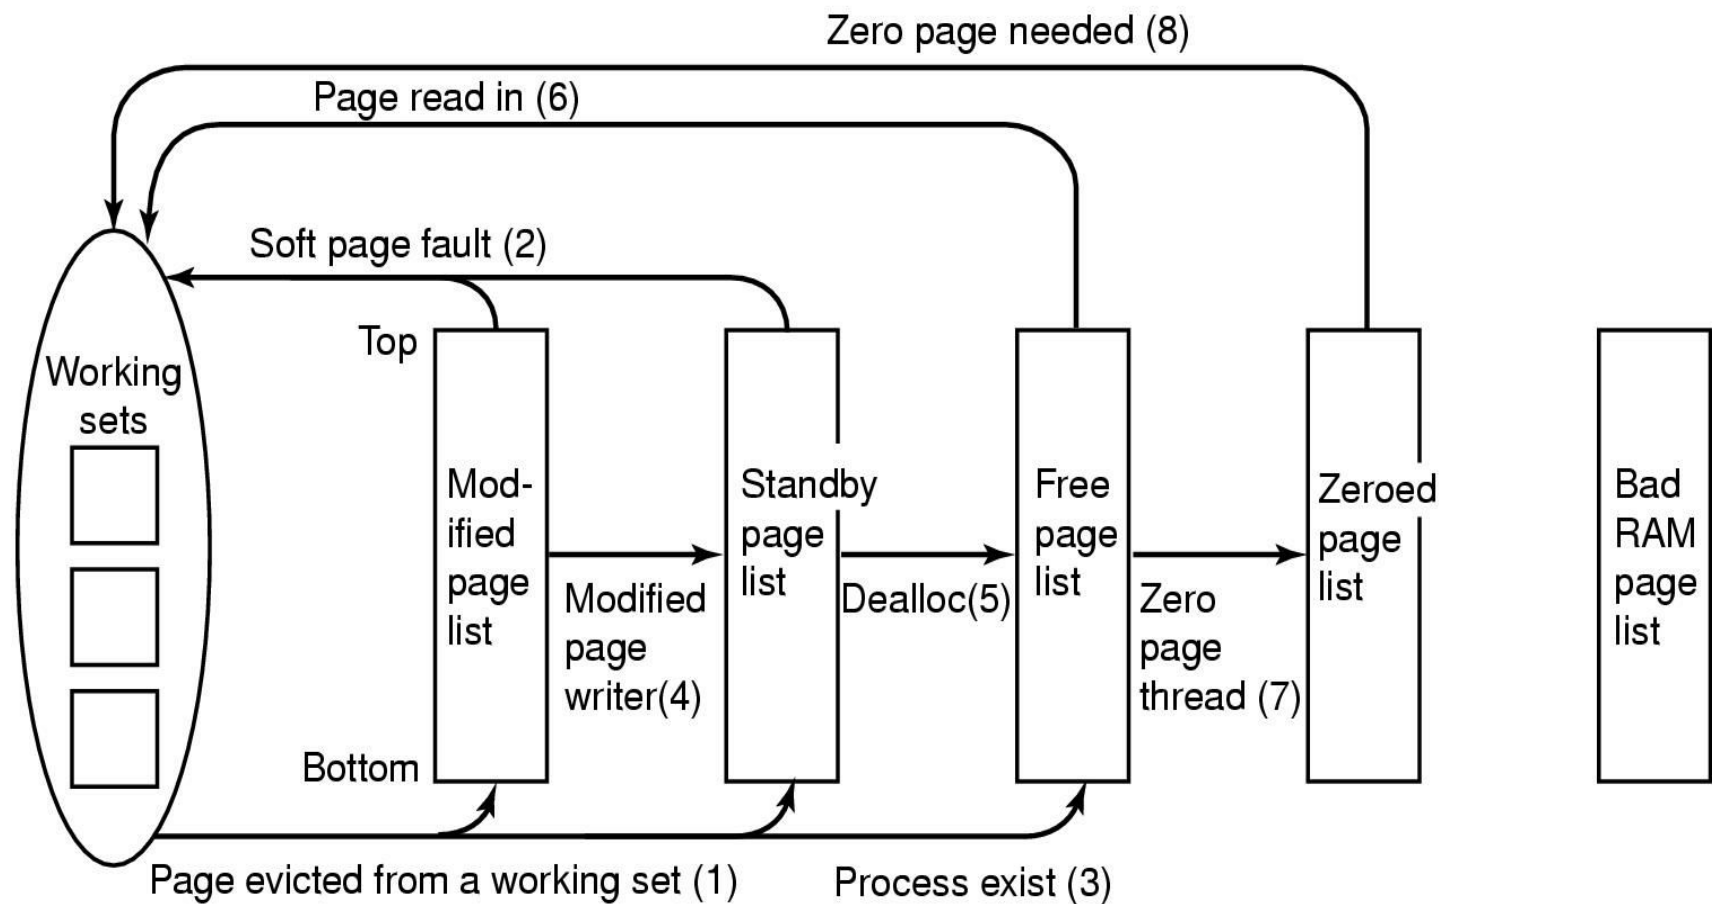 Zero page needed (8)
Page read in (6)
Soft page fault (2)
Top
Working
sets
Mod-
ified
page
list
Standby
page
list
Free
page
list
Zeroed
page
list
Bad
RAM
page
list
Modified
page
writer(4)
Dealloc(5)
Zero
page
thread (7)
Bottom
Page evicted from a working set (1)
Process exist (3)